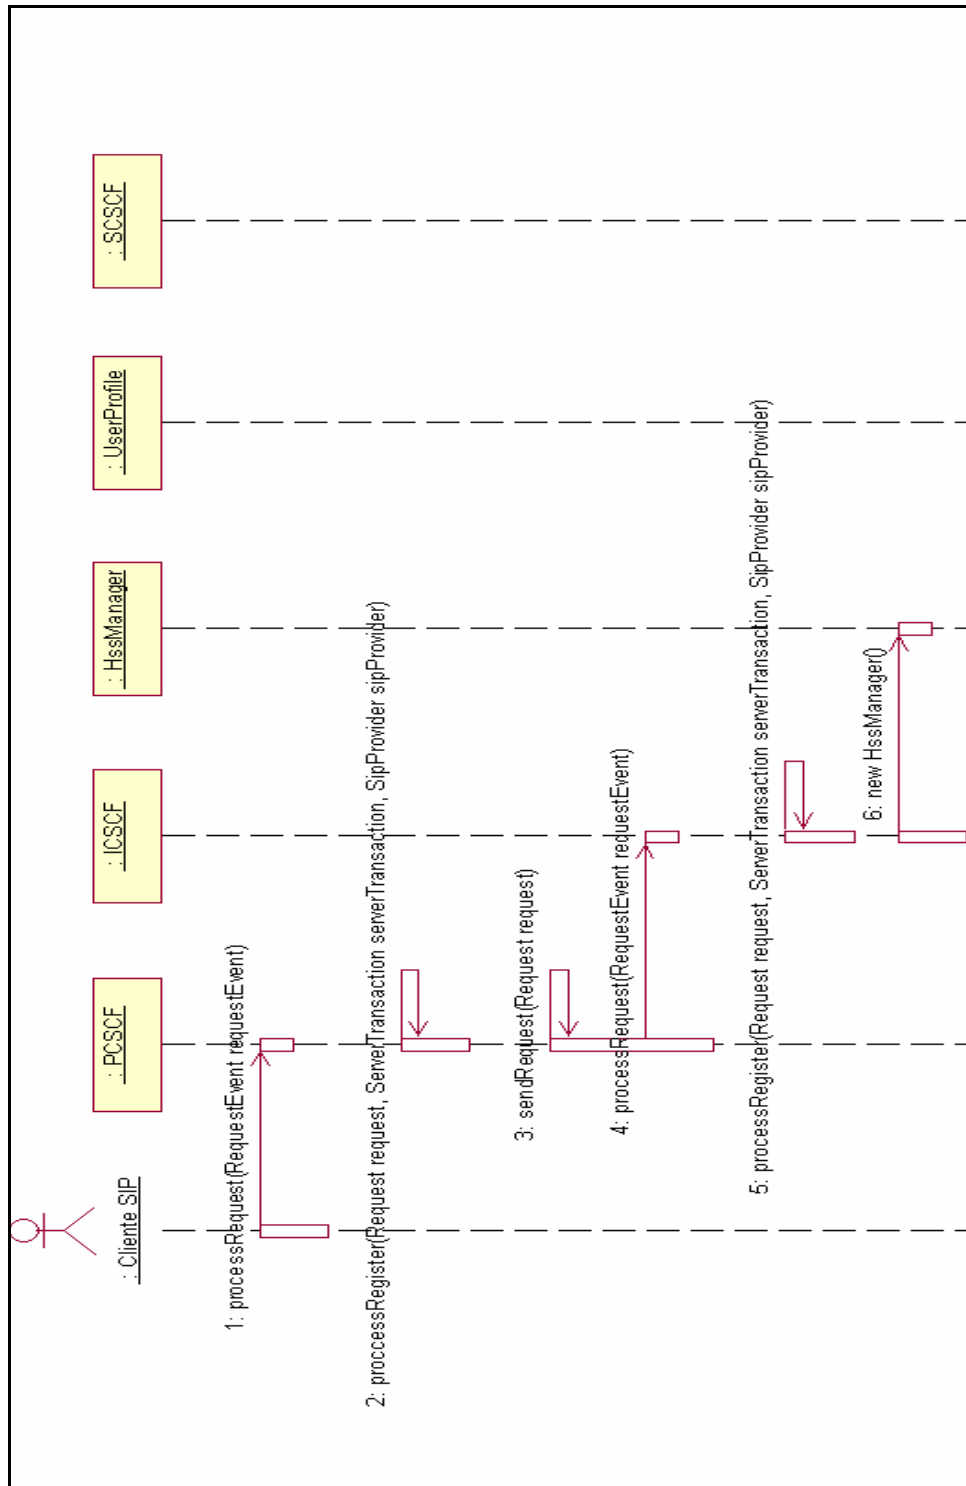 : Cliente SIP
: PCSCF
: ICSCF
: HssManager
: UserProfile
: SCSCF
1: processRequest(RequestEvent requestEvent)
2: proccessRegister(Request request, ServerTransaction serverTransaction, SipProvider sipProvider)
3: sendRequest(Request request)
4: processRequest(RequestEvent requestEvent)
5: processRegister(Request request, ServerTransaction serverTransaction, SipProvider sipProvider)
6: new HssManager()